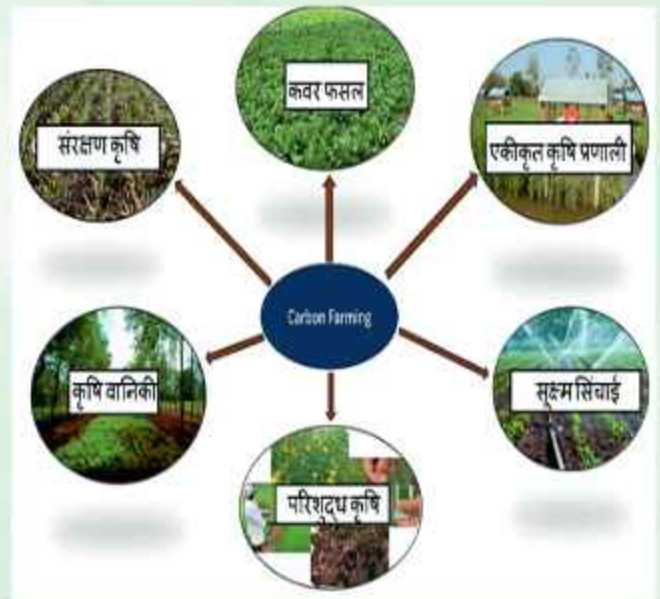 कवर फसल
संरक्षण कृषि
एकीकृत कृषि प्रणाली
Carbon Farming
कृषि वानिकी
सूक्ष्म सिंचाई
परिशुद्ध कृषि